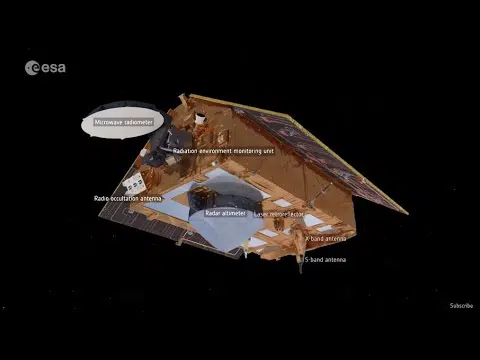 esa
Microwave radiometer
Radiation environment monitoring unit
Radio occultation antenna
Radar altimeter
Laser retroreflector
X-band antenna
S-band antenna
Subscribe